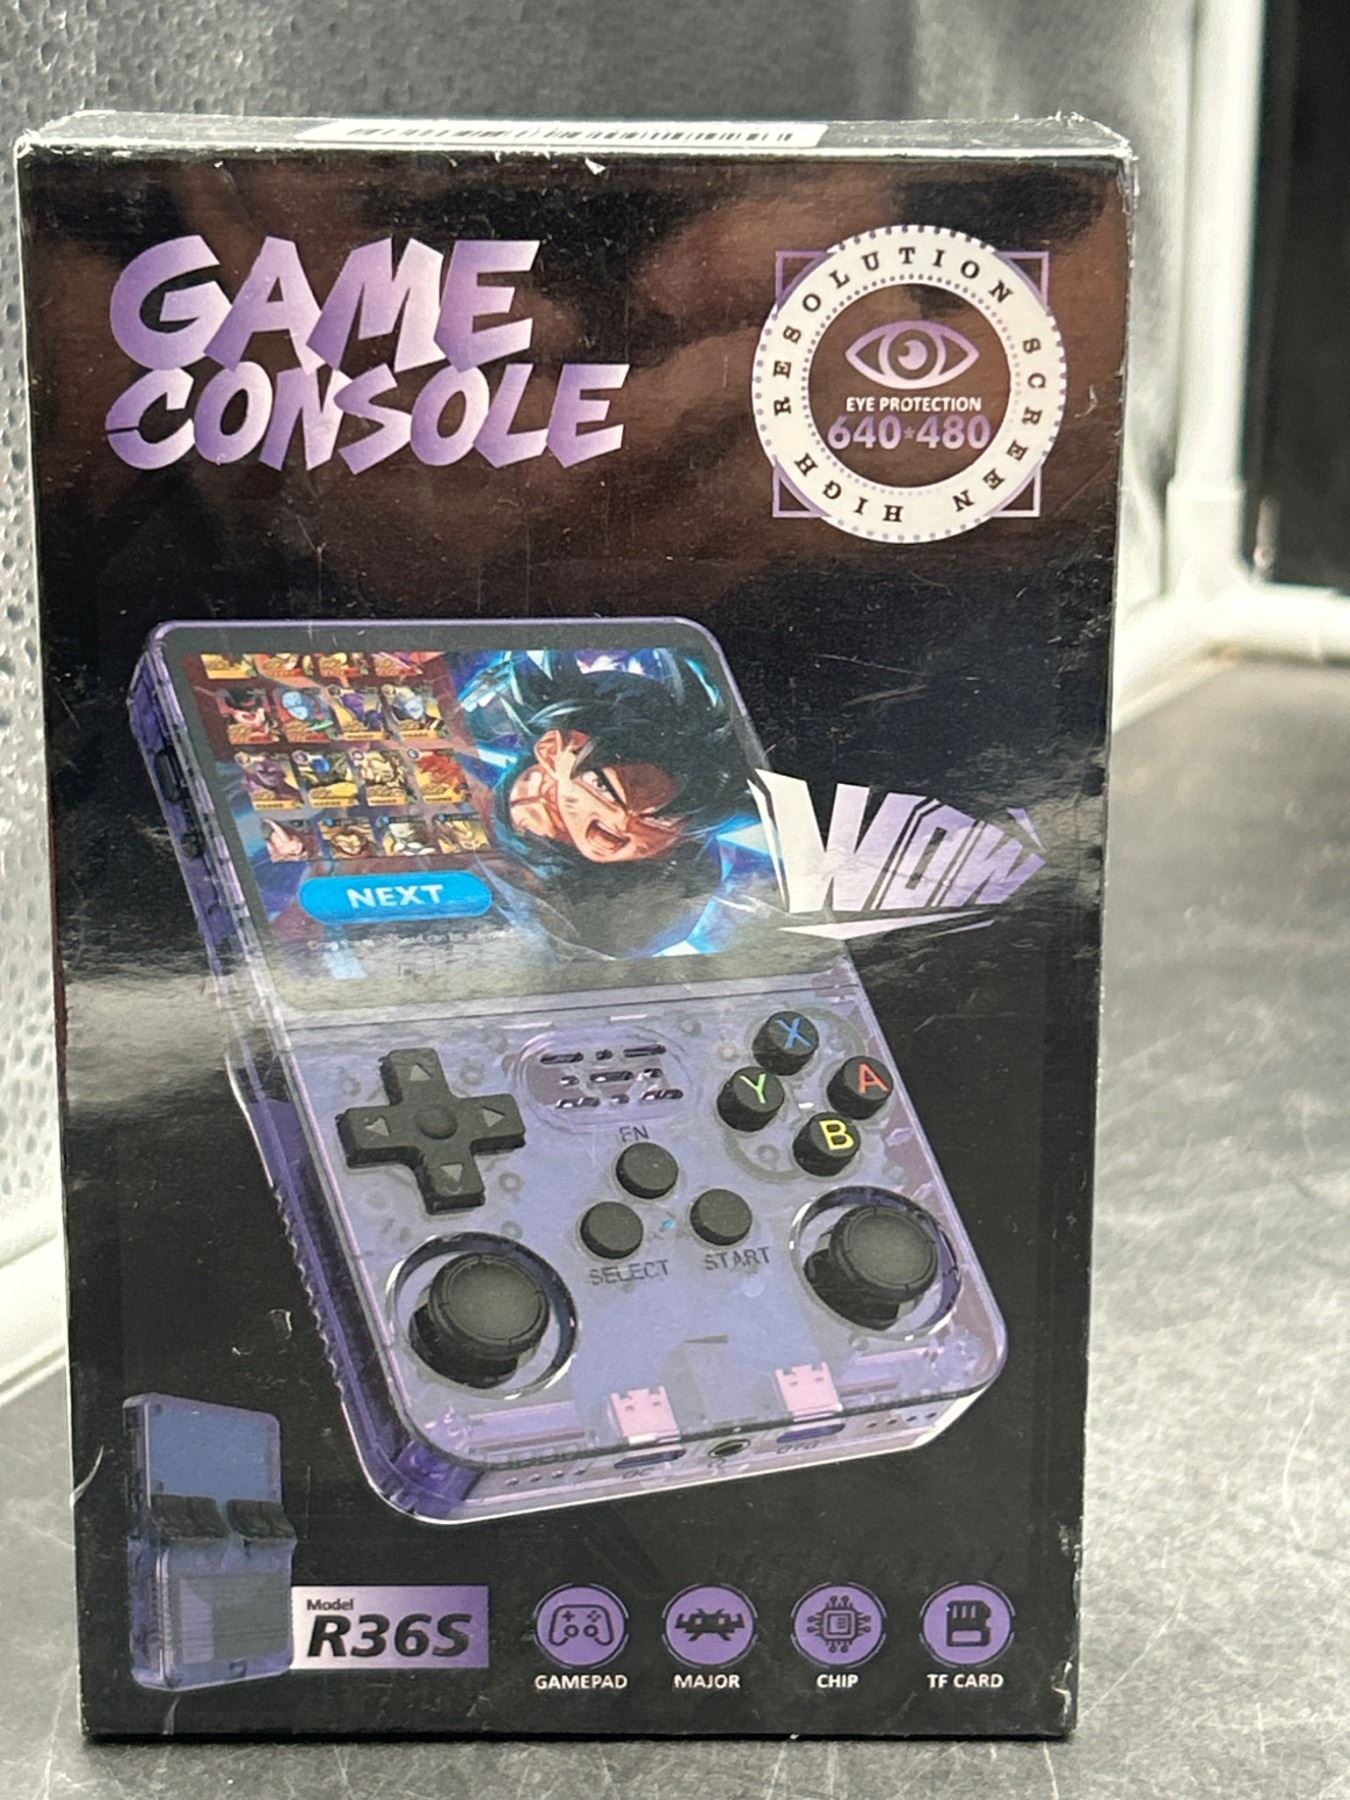 GAME
CONSOLE
HIGH RESOLUTION SCREEN
EYE PROTECTION
640*480
NEXT
WOW
X
Y
A
B
FN
SELECT
START
OTG
Model
R36S
GAMEPAD
MAJOR
CHIP
TF CARD